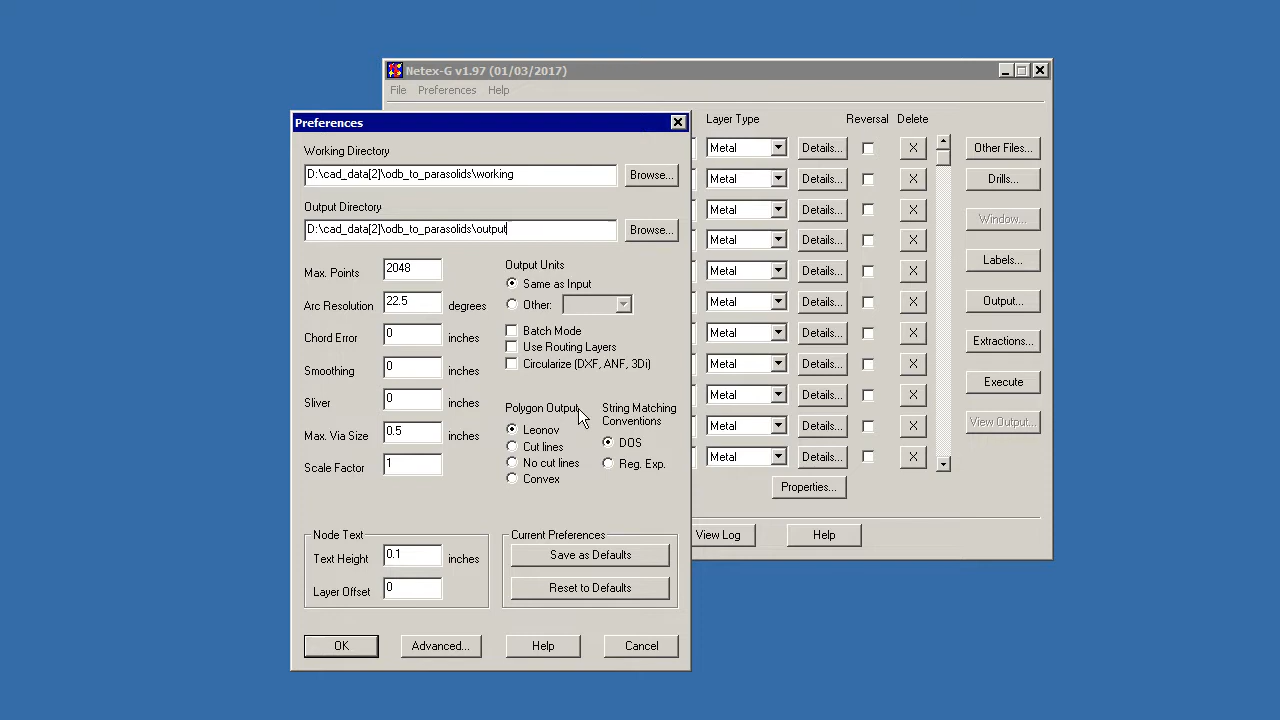 Netex-G v1.97 (01/03/2017)
File Preferences Help
Layer Type Reversal Delete
Metal Details... X
Metal Details... X
Metal Details... X
Metal Details... X
Metal Details... X
Metal Details... X
Metal Details... X
Metal Details... X
Metal Details... X
Metal Details... X
Metal Details... X
Properties...
View Log Help
Other Files...
Drills...
Window...
Labels...
Output...
Extractions...
Execute
View Output...
Preferences
Working Directory
D:\cad_data[2]\odb_to_parasolids\working Browse...
Output Directory
D:\cad_data[2]\odb_to_parasolids\output Browse...
Max. Points 2048
Arc Resolution 22.5 degrees
Chord Error 0 inches
Smoothing 0 inches
Sliver 0 inches
Max. Via Size 0.5 inches
Scale Factor 1
Output Units
Same as Input
Other:
Batch Mode
Use Routing Layers
Circularize (DXF, ANF, 3Di)
Polygon Output
Leonov
Cut lines
No cut lines
Convex
String Matching
Conventions
DOS
Reg. Exp.
Node Text
Text Height 0.1 inches
Layer Offset 0
Current Preferences
Save as Defaults
Reset to Defaults
OK Advanced... Help Cancel